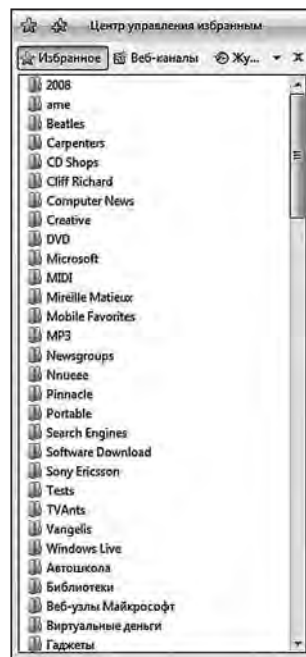 Центр управления избранным
Избранное Веб-каналы Жу...
2008
ame
Beatles
Carpenters
CD Shops
Cliff Richard
Computer News
Creative
DVD
Microsoft
MIDI
Mireille Matieux
Mobile Favorites
MP3
Newsgroups
Nnueee
Pinnacle
Portable
Search Engines
Software Download
Sony Ericsson
Tests
TVAnts
Vangelis
Windows Live
Автошкола
Библиотеки
Веб-узлы Майкрософт
Виртуальные деньги
Гаджеты